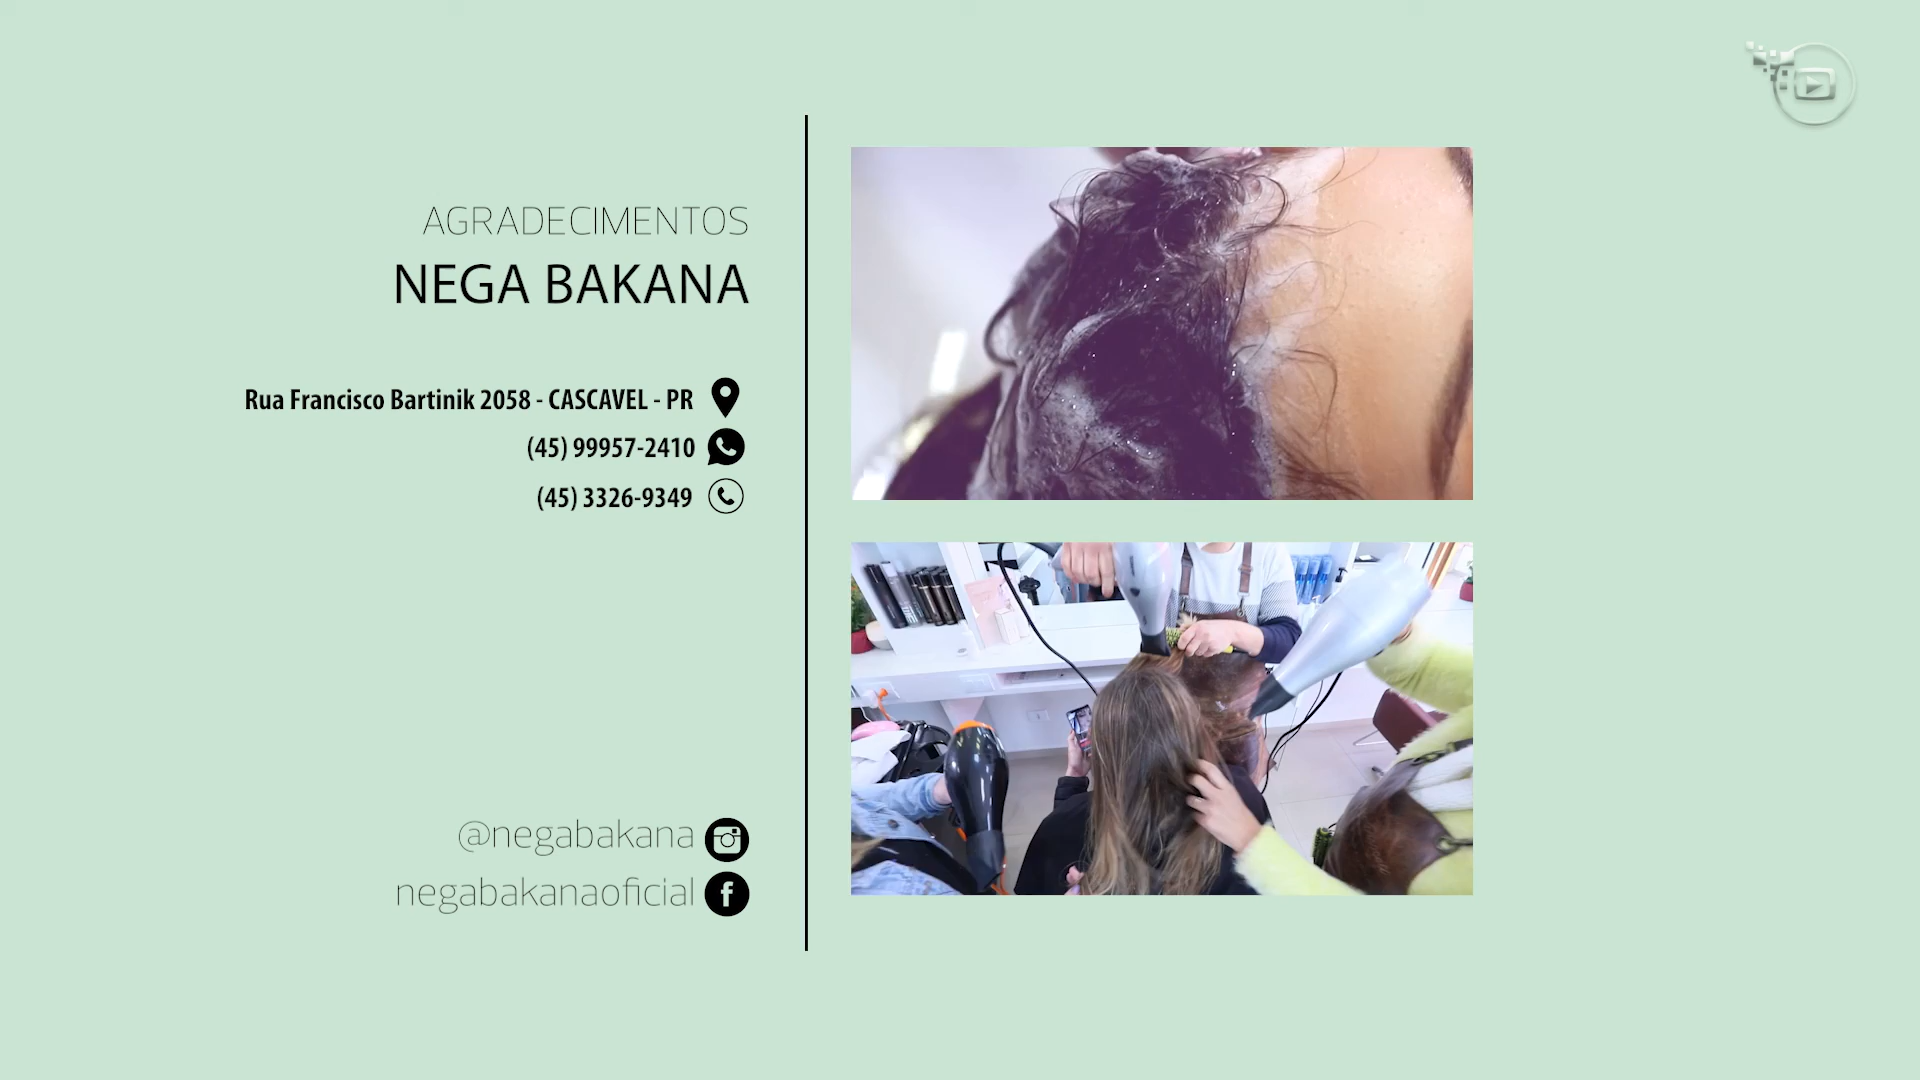 AGRADECIMENTOS
NEGA BAKANA
Rua Francisco Bartinik 2058 - CASCAVEL - PR
(45) 99957-2410
(45) 3326-9349
@negabakana
negabakanaoficial